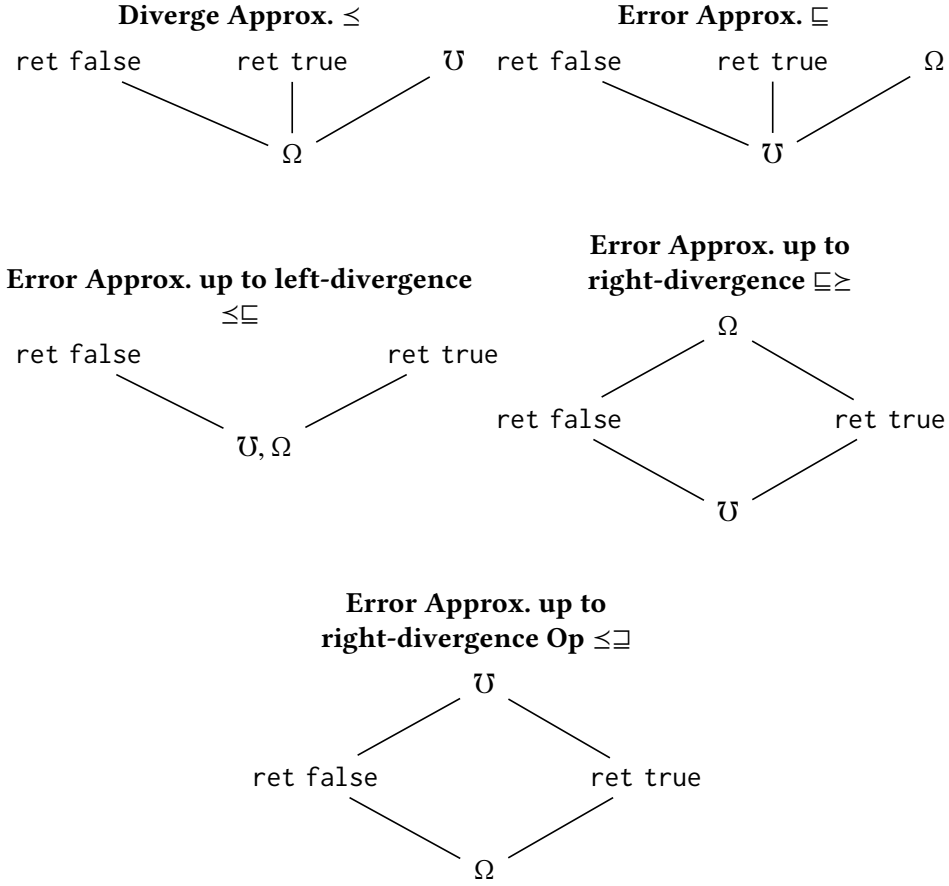 Diverge Approx. ⪯
ret false ret true ℧
Ω
Error Approx. ⊑
ret false ret true Ω
℧
Error Approx. up to left-divergence
⪯⊑
ret false ret true
℧, Ω
Error Approx. up to
right-divergence ⊑⪰
Ω
ret false ret true
℧
Error Approx. up to
right-divergence Op ⪯⊒
℧
ret false ret true
Ω